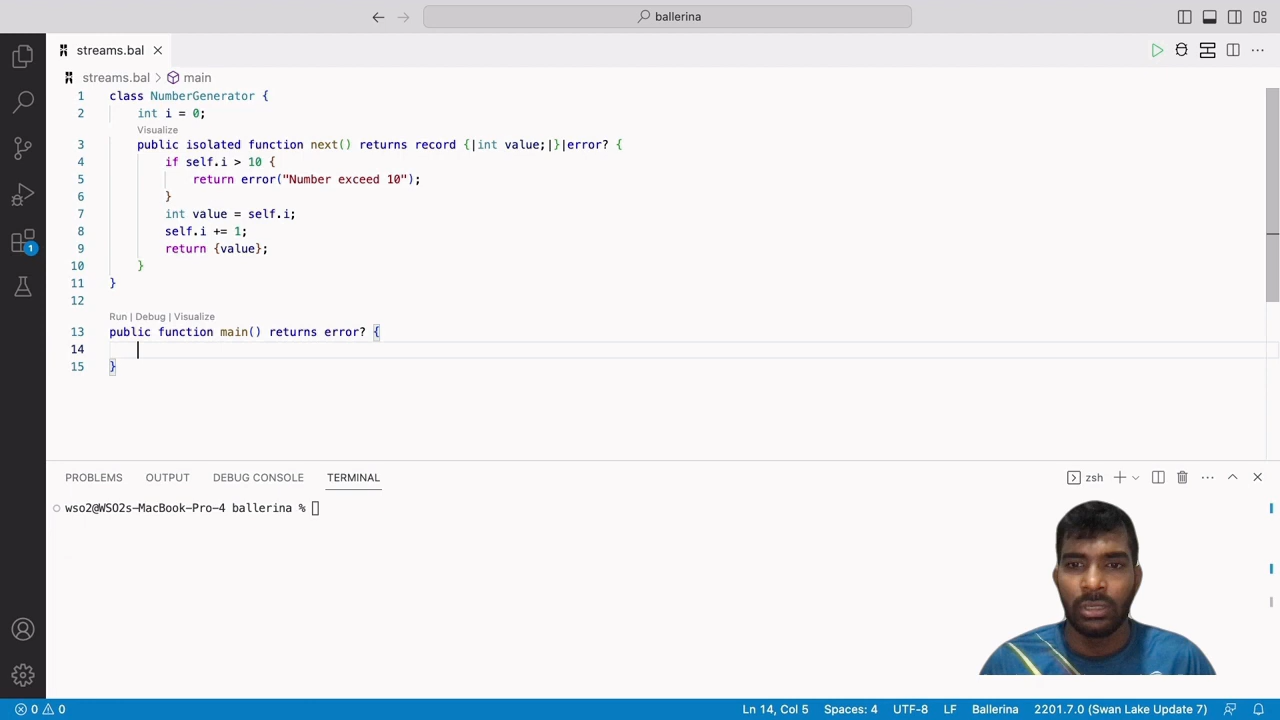 ballerina
streams.bal
streams.bal > main
1 class NumberGenerator {
2 int i = 0;
Visualize
3 public isolated function next() returns record {|int value;|}|error? {
4 if self.i > 10 {
5 return error("Number exceed 10");
6 }
7 int value = self.i;
8 self.i += 1;
9 return {value};
10 }
11 }
12
Run | Debug | Visualize
13 public function main() returns error? {
14
15 }
1
PROBLEMS OUTPUT DEBUG CONSOLE TERMINAL zsh
wso2@WSO2s-MacBook-Pro-4 ballerina %
0 0 Ln 14, Col 5 Spaces: 4 UTF-8 LF Ballerina 2201.7.0 (Swan Lake Update 7)